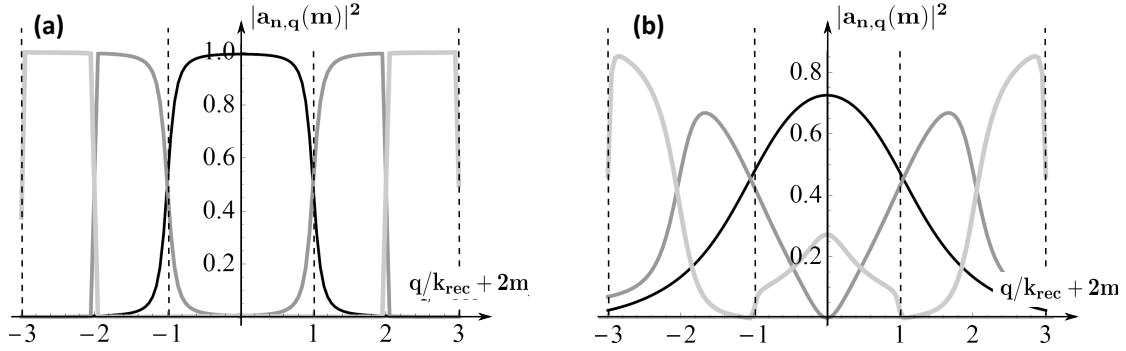 (a)
|a_{n,q}(m)|²
1.0
0.8
0.6
0.4
0.2
q/k_{rec} + 2m
-3 -2 -1 0 1 2 3
(b)
|a_{n,q}(m)|²
0.8
0.6
0.4
0.2
q/k_{rec} + 2m
-3 -2 -1 0 1 2 3